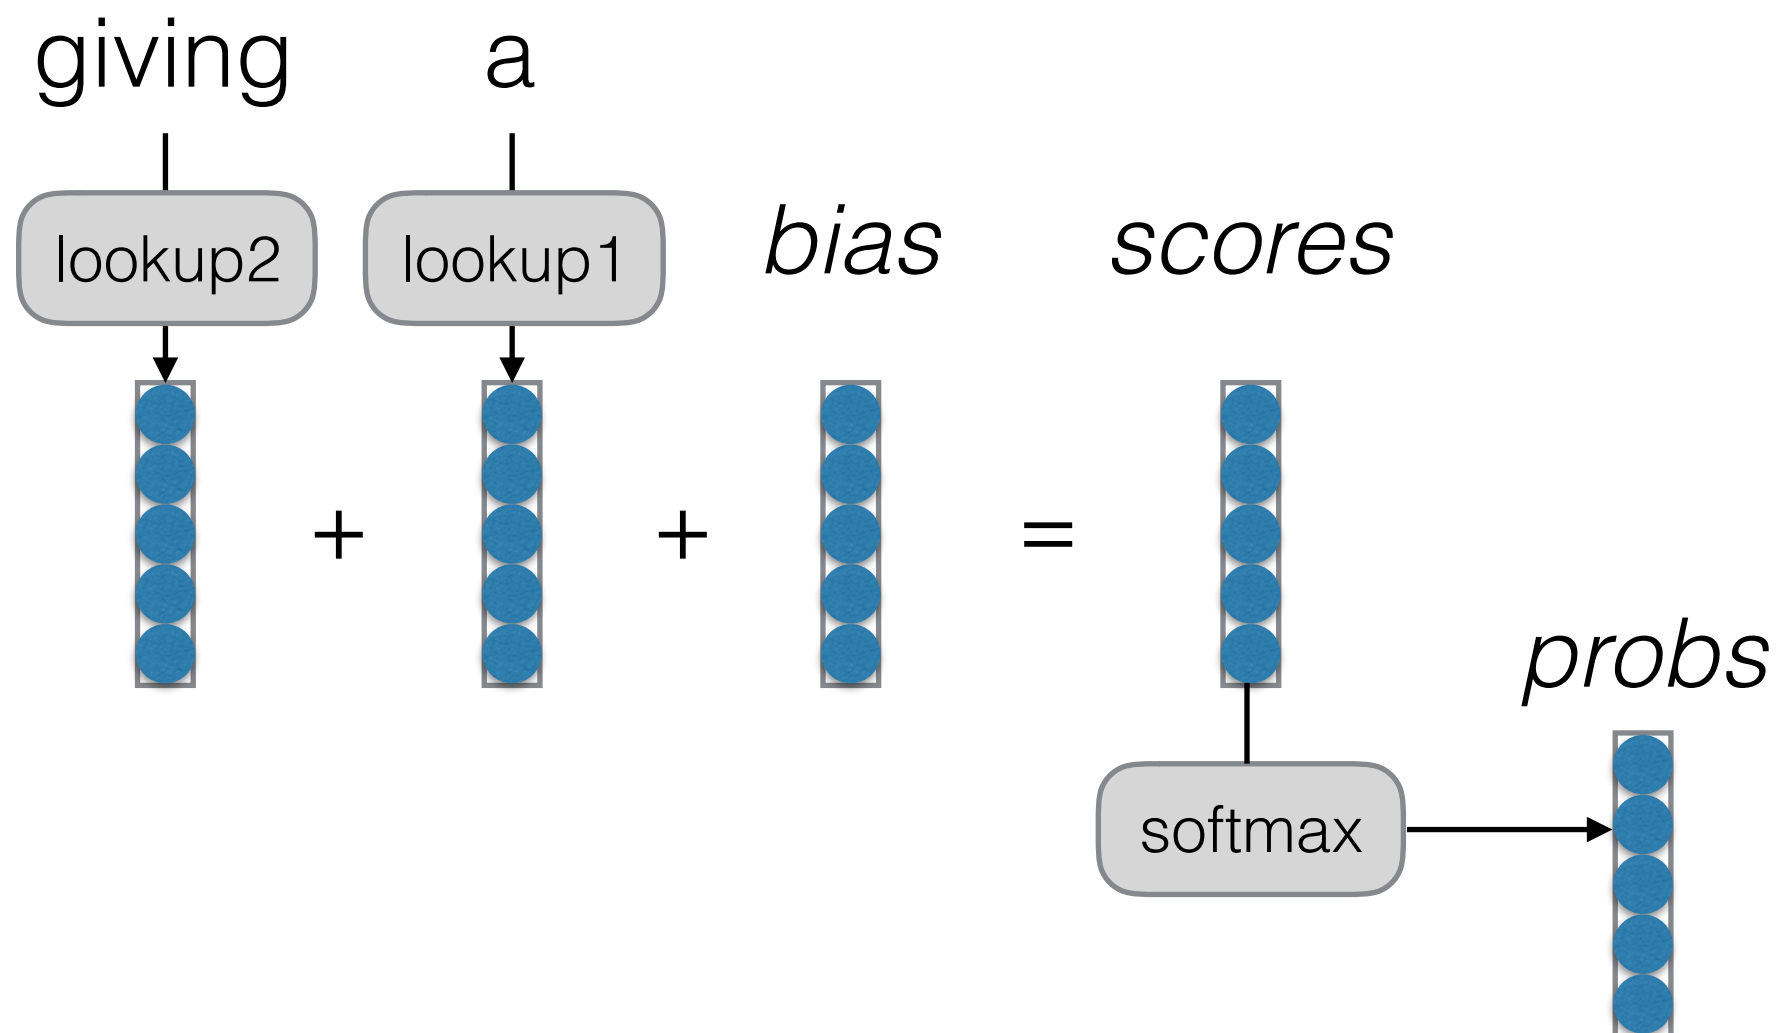 giving a
lookup2 lookup1 bias scores
+ + =
probs
softmax